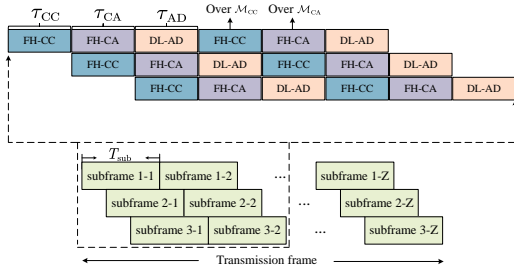 τCC τCA τAD Over ℳCC Over ℳCA
FH-CC FH-CA DL-AD FH-CC FH-CA DL-AD
FH-CC FH-CA DL-AD FH-CC FH-CA DL-AD
FH-CC FH-CA DL-AD FH-CC FH-CA DL-AD
Tsub
subframe 1-1 subframe 1-2 ... subframe 1-Z
subframe 2-1 subframe 2-2 ... subframe 2-Z
subframe 3-1 subframe 3-2 ... subframe 3-Z
Transmission frame